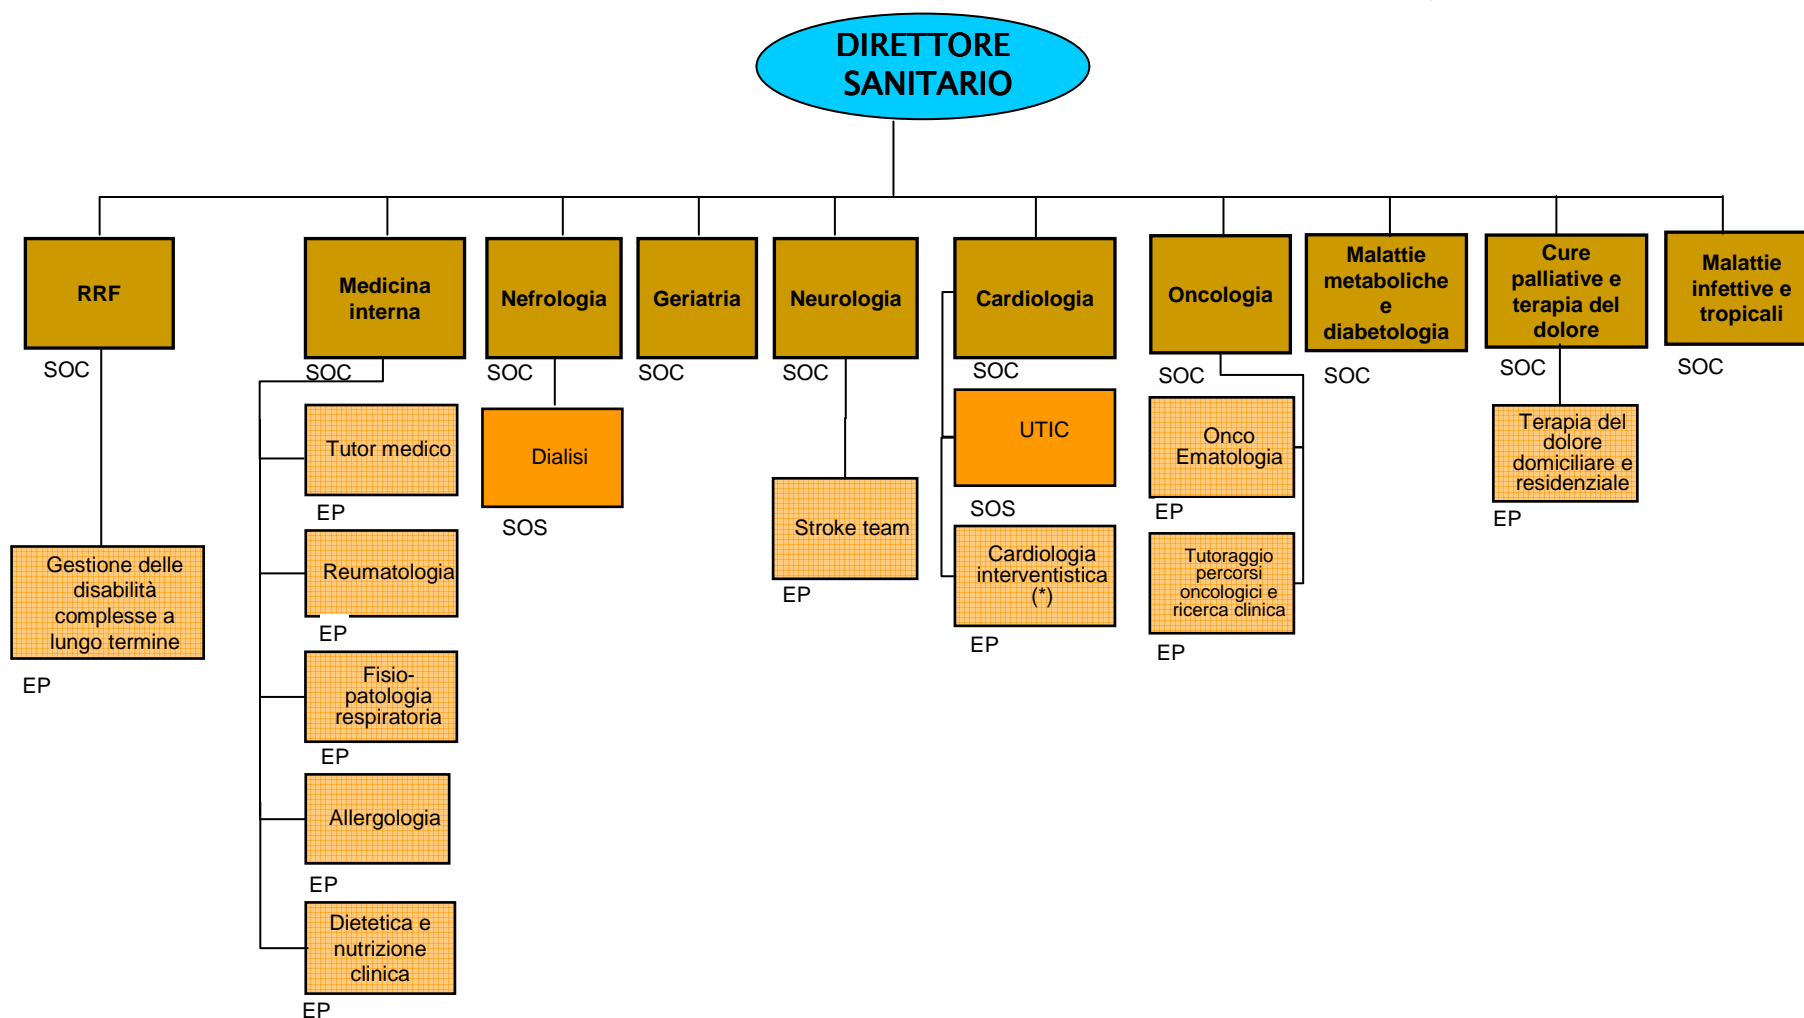 DIRETTORE
SANITARIO
RRF
SOC
Gestione delle
disabilità
complesse a
lungo termine
EP
Medicina
interna
SOC
Tutor medico
EP
Reumatologia
EP
Fisio-
patologia
respiratoria
EP
Allergologia
EP
Dietetica e
nutrizione
clinica
EP
Nefrologia
SOC
Dialisi
SOS
Geriatria
SOC
Neurologia
SOC
Stroke team
EP
Cardiologia
SOC
UTIC
SOS
Cardiologia
interventistica
(*)
EP
Oncologia
SOC
Onco
Ematologia
EP
Tutoraggio
percorsi
oncologici e
ricerca clinica
EP
Malattie
metaboliche
e
diabetologia
SOC
Cure
palliative e
terapia del
dolore
SOC
Terapia del
dolore
domiciliare e
residenziale
EP
Malattie
infettive e
tropicali
SOC